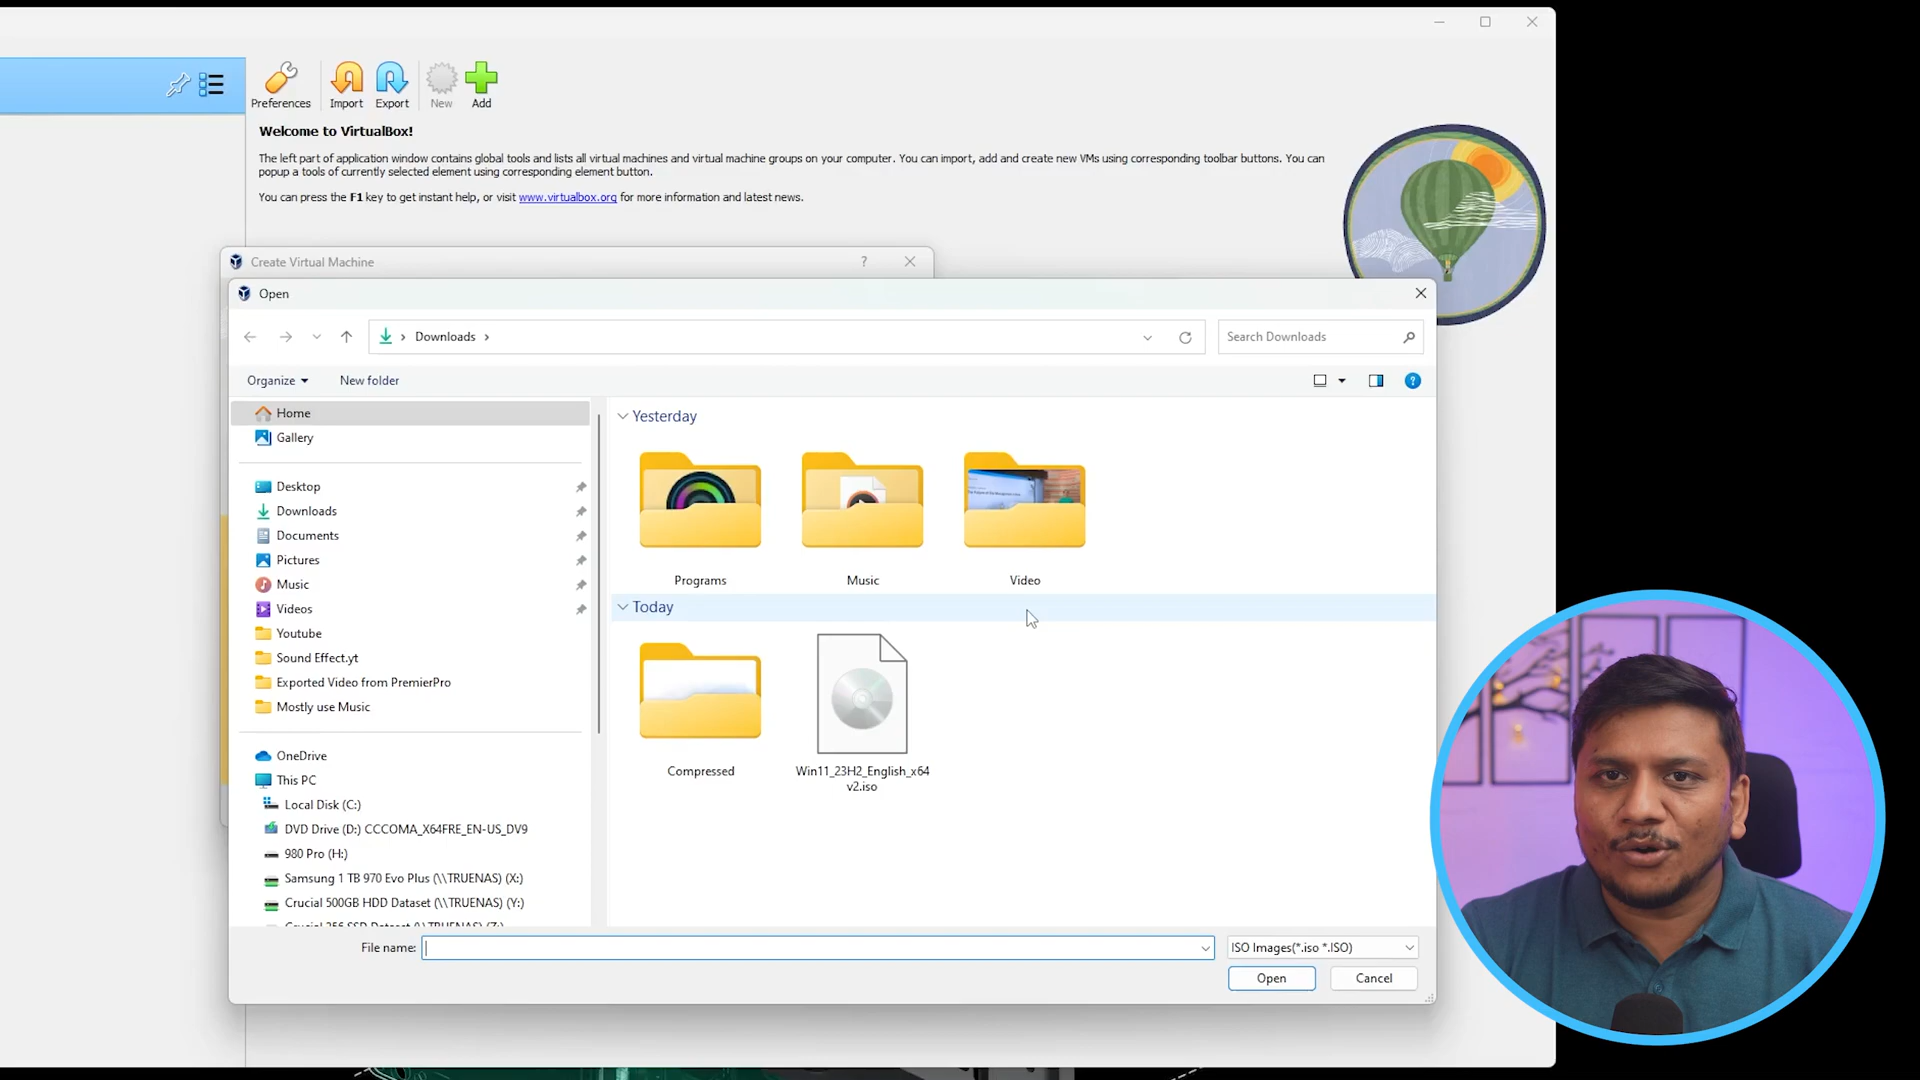 Preferences
Import
Export
New
Add
Welcome to VirtualBox!
The left part of application window contains global tools and lists all virtual machines and virtual machine groups on your computer. You can import, add and create new VMs using corresponding toolbar buttons. You can
popup a tools of currently selected element using corresponding element button.
You can press the F1 key to get instant help, or visit www.virtualbox.org for more information and latest news.
Create Virtual Machine
?
Open
Downloads
Search Downloads
Organize
New folder
?
Home
Gallery
Desktop
Downloads
Documents
Pictures
Music
Videos
Youtube
Sound Effect.yt
Exported Video from PremierPro
Mostly use Music
OneDrive
This PC
Local Disk (C:)
DVD Drive (D:) CCCOMA_X64FRE_EN-US_DV9
980 Pro (H:)
Samsung 1 TB 970 Evo Plus (\\TRUENAS) (X:)
Crucial 500GB HDD Dataset (\\TRUENAS) (Y:)
Crucial 256 SSD Dataset (\\TRUENAS) (Z:)
Yesterday
Programs
Music
Video
Today
Compressed
Win11_23H2_English_x64
v2.iso
File name:
ISO Images(*.iso *.ISO)
Open
Cancel